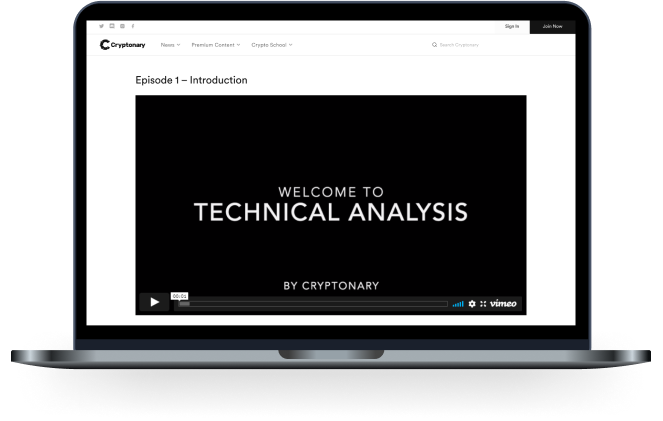 Sign In
Join Now
Cryptonary
News
Premium Content
Crypto School
Search Cryptonary
Episode 1 – Introduction
WELCOME TO
TECHNICAL ANALYSIS
BY CRYPTONARY
00:01
vimeo